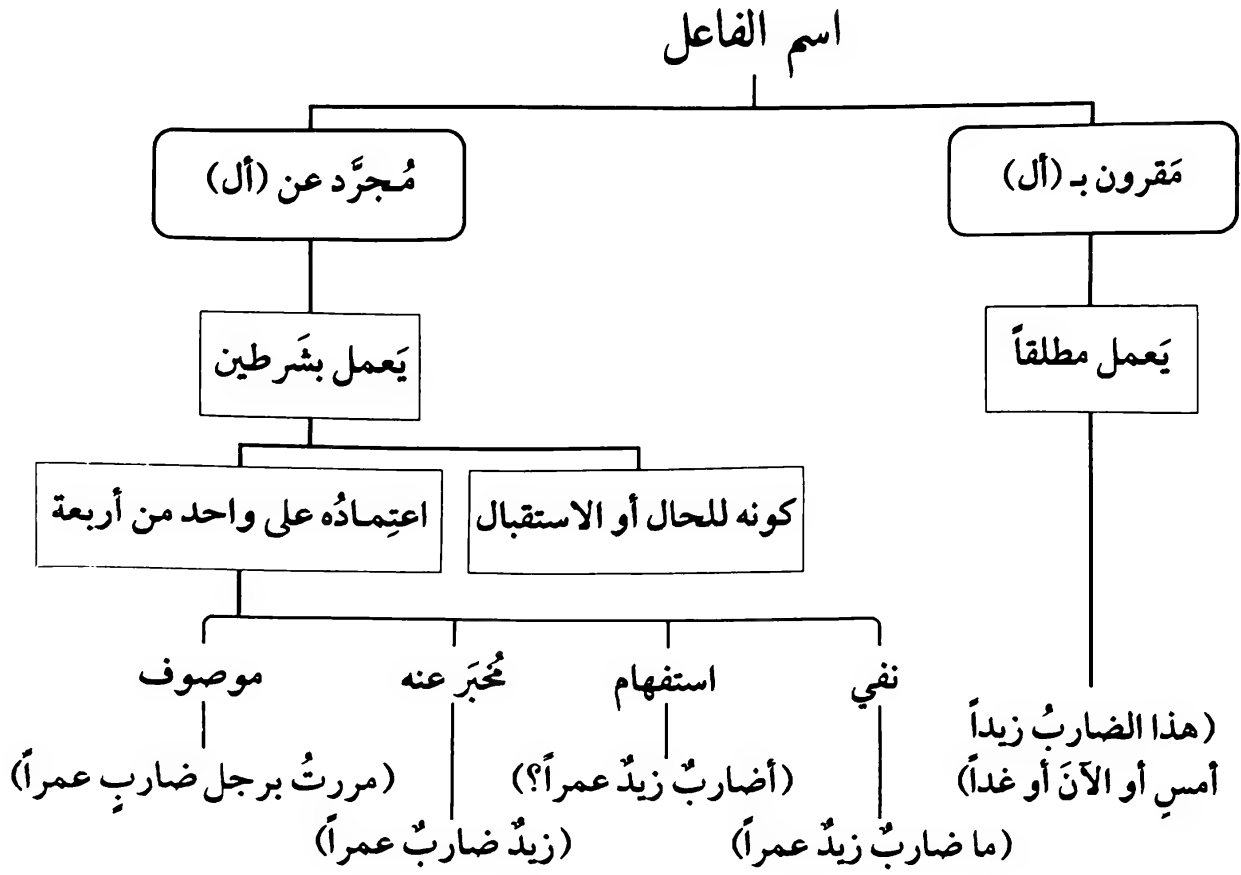 اسم الفاعل
مَقرون بـ (أل)
مُجرَّد عن (أل)
يَعمل مطلقاً
يَعمل بشَرطين
كونه للحال أو الاستقبال
اعتِمادُه على واحد من أربعة
نفي
استفهام
مُخبَر عنه
موصوف
(هذا الضاربُ زيداً
أمسِ أو الآنَ أو غداً)
(ما ضاربٌ زيدٌ عمراً)
(أضاربٌ زيدٌ عمراً؟)
(زيدٌ ضاربٌ عمراً)
(مررتُ برجل ضاربٍ عمراً)